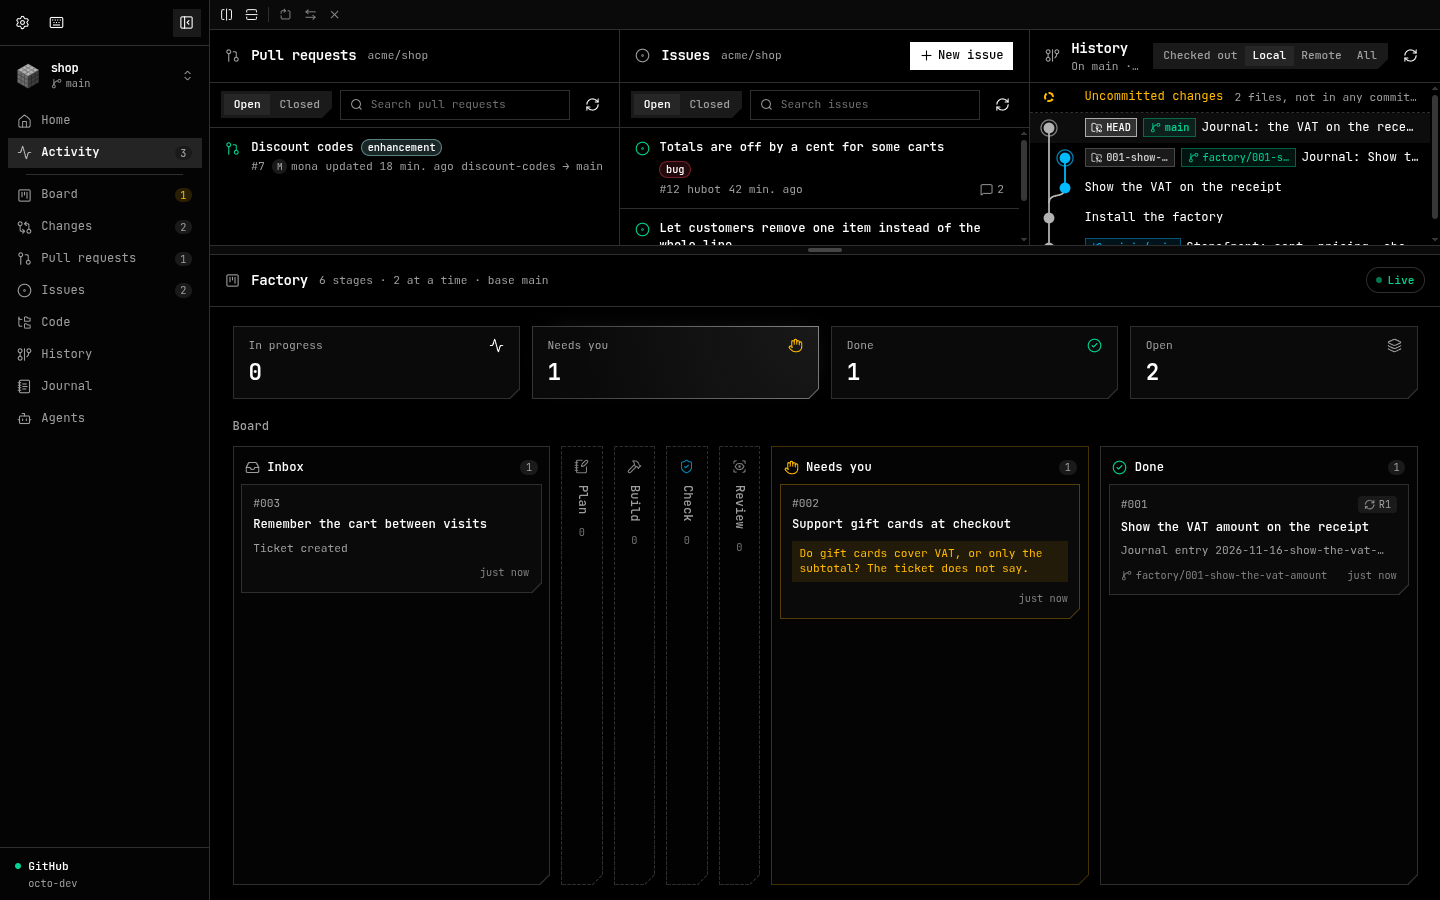 shop
main
Home
Activity 3
Board 1
Changes 2
Pull requests 1
Issues 2
Code
History
Journal
Agents
GitHub
octo-dev
Pull requests acme/shop
Open Closed Search pull requests
Discount codes enhancement
#7 M mona updated 18 min. ago discount-codes → main
Issues acme/shop New issue
Open Closed Search issues
Totals are off by a cent for some carts
bug
#12 hubot 42 min. ago 2
Let customers remove one item instead of the
whole line
History
On main ·…
Checked out Local Remote All
Uncommitted changes 2 files, not in any commit…
HEAD main Journal: the VAT on the rece…
001-show-… factory/001-s… Journal: Show t…
Show the VAT on the receipt
Install the factory
Factory 6 stages · 2 at a time · base main
Live
In progress
0
Needs you
1
Done
1
Open
2
Board
Inbox 1
#003
Remember the cart between visits
Ticket created
just now
Plan 0
Build 0
Check 0
Review 0
Needs you 1
#002
Support gift cards at checkout
Do gift cards cover VAT, or only the
subtotal? The ticket does not say.
just now
Done 1
#001 R1
Show the VAT amount on the receipt
Journal entry 2026-11-16-show-the-vat-…
factory/001-show-the-vat-amount just now